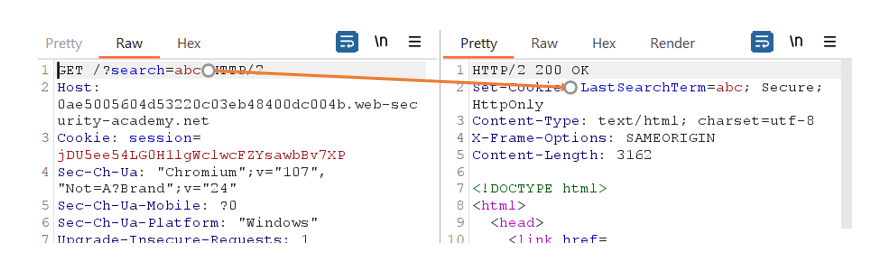 Pretty Raw Hex \n
1 GET /?search=abc HTTP/2
2 Host:
0ae5005604d53220c03eb48400dc004b.web-sec
urity-academy.net
3 Cookie: session=
jDU5ee54LG0H1lgWclwcFZYsawbBv7XP
4 Sec-Ch-Ua: "Chromium";v="107",
"Not=A?Brand";v="24"
5 Sec-Ch-Ua-Mobile: ?0
6 Sec-Ch-Ua-Platform: "Windows"
7 Upgrade-Insecure-Requests: 1
Pretty Raw Hex Render \n
1 HTTP/2 200 OK
2 Set-Cookie: LastSearchTerm=abc; Secure;
HttpOnly
3 Content-Type: text/html; charset=utf-8
4 X-Frame-Options: SAMEORIGIN
5 Content-Length: 3162
6
7 <!DOCTYPE html>
8 <html>
9 <head>
10 <link href=